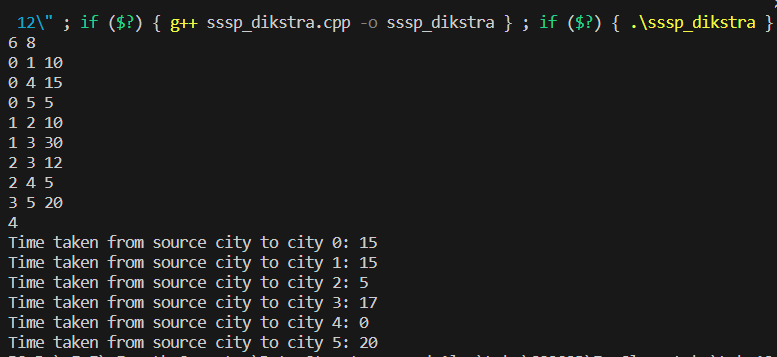 12\" ; if ($?) { g++ sssp_dikstra.cpp -o sssp_dikstra } ; if ($?) { .\sssp_dikstra }
6 8
0 1 10
0 4 15
0 5 5
1 2 10
1 3 30
2 3 12
2 4 5
3 5 20
4
Time taken from source city to city 0: 15
Time taken from source city to city 1: 15
Time taken from source city to city 2: 5
Time taken from source city to city 3: 17
Time taken from source city to city 4: 0
Time taken from source city to city 5: 20